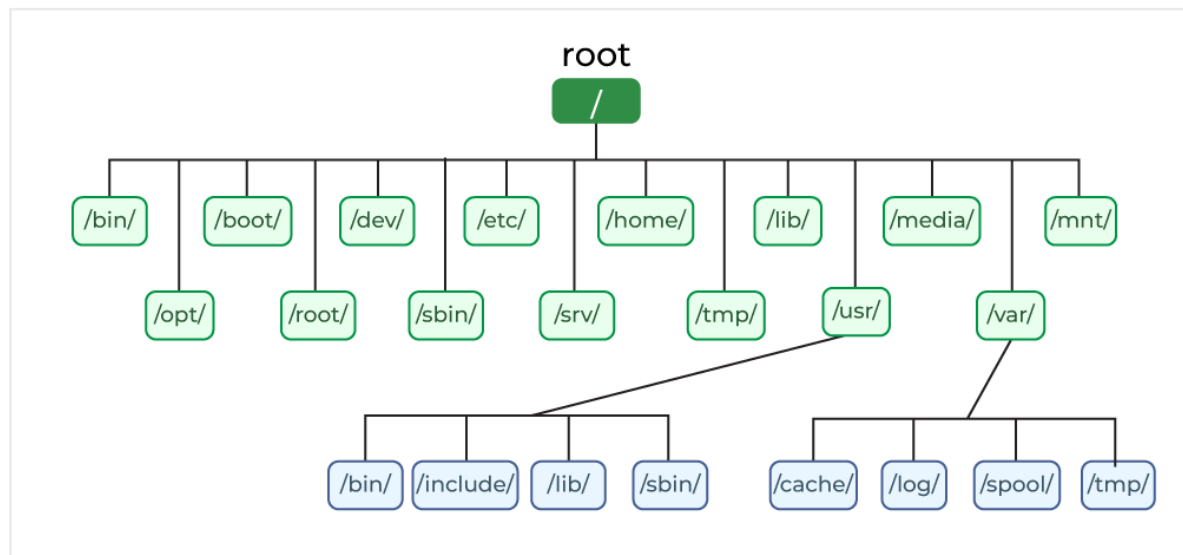 root
/
/bin/ /boot/ /dev/ /etc/ /home/ /lib/ /media/ /mnt/
/opt/ /root/ /sbin/ /srv/ /tmp/ /usr/ /var/
/bin/ /include/ /lib/ /sbin/ /cache/ /log/ /spool/ /tmp/